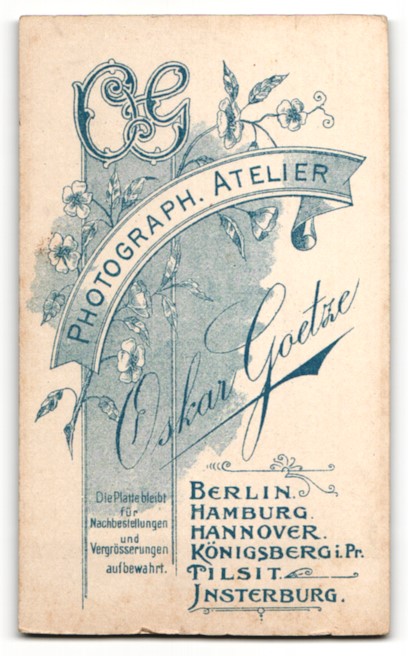 OG
PHOTOGRAPH. ATELIER
Oskar Goetze
Die Platte bleibt
für
Nachbestellungen
und
Vergrösserungen
aufbewahrt.
BERLIN.
HAMBURG.
HANNOVER.
KÖNIGSBERG i. Pr.
TILSIT.
INSTERBURG.